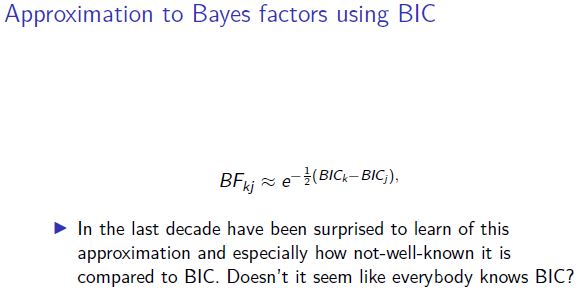 Approximation to Bayes factors using BIC
BF_{kj} ≈ e^{-\frac{1}{2}(BIC_k - BIC_j)},
▶ In the last decade have been surprised to learn of this
approximation and especially how not-well-known it is
compared to BIC. Doesn't it seem like everybody knows BIC?